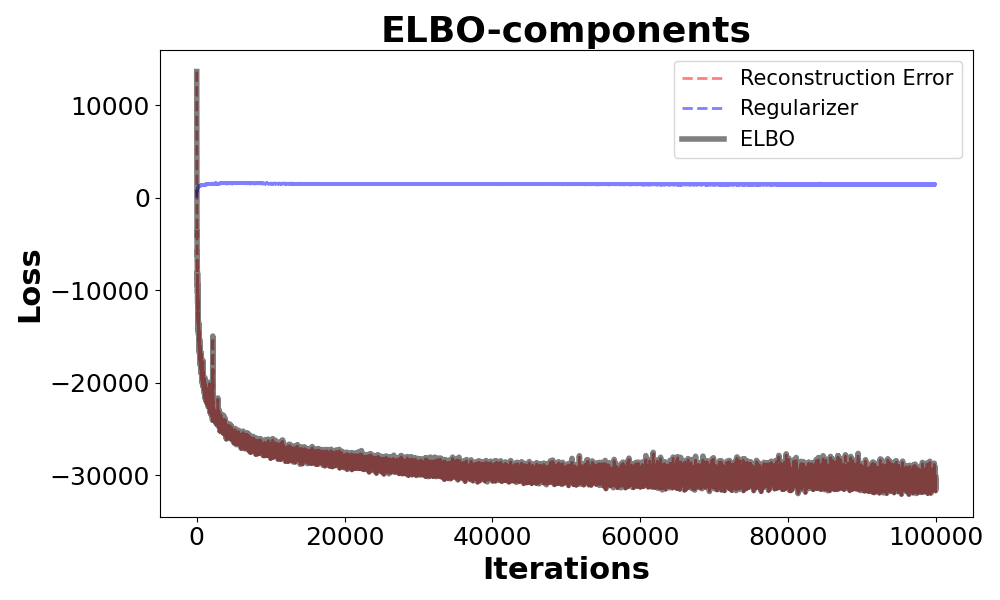 ELBO-components
Reconstruction Error
Regularizer
ELBO
Loss
10000
0
−10000
−20000
−30000
0 20000 40000 60000 80000 100000
Iterations